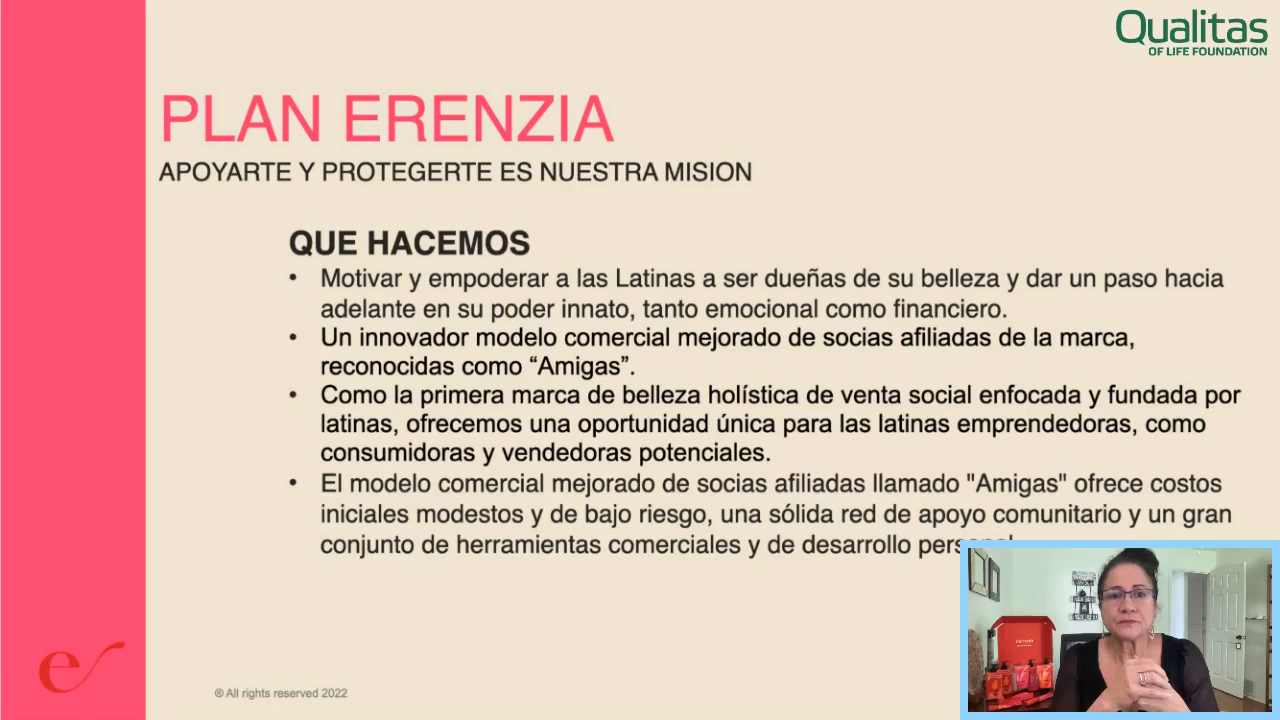 Qualitas
OF LIFE FOUNDATION
PLAN ERENZIA
APOYARTE Y PROTEGERTE ES NUESTRA MISION
QUE HACEMOS
• Motivar y empoderar a las Latinas a ser dueñas de su belleza y dar un paso hacia
adelante en su poder innato, tanto emocional como financiero.
• Un innovador modelo comercial mejorado de socias afiliadas de la marca,
reconocidas como “Amigas”.
• Como la primera marca de belleza holística de venta social enfocada y fundada por
latinas, ofrecemos una oportunidad única para las latinas emprendedoras, como
consumidoras y vendedoras potenciales.
• El modelo comercial mejorado de socias afiliadas llamado "Amigas" ofrece costos
iniciales modestos y de bajo riesgo, una sólida red de apoyo comunitario y un gran
conjunto de herramientas comerciales y de desarrollo personal
e
® All rights reserved 2022